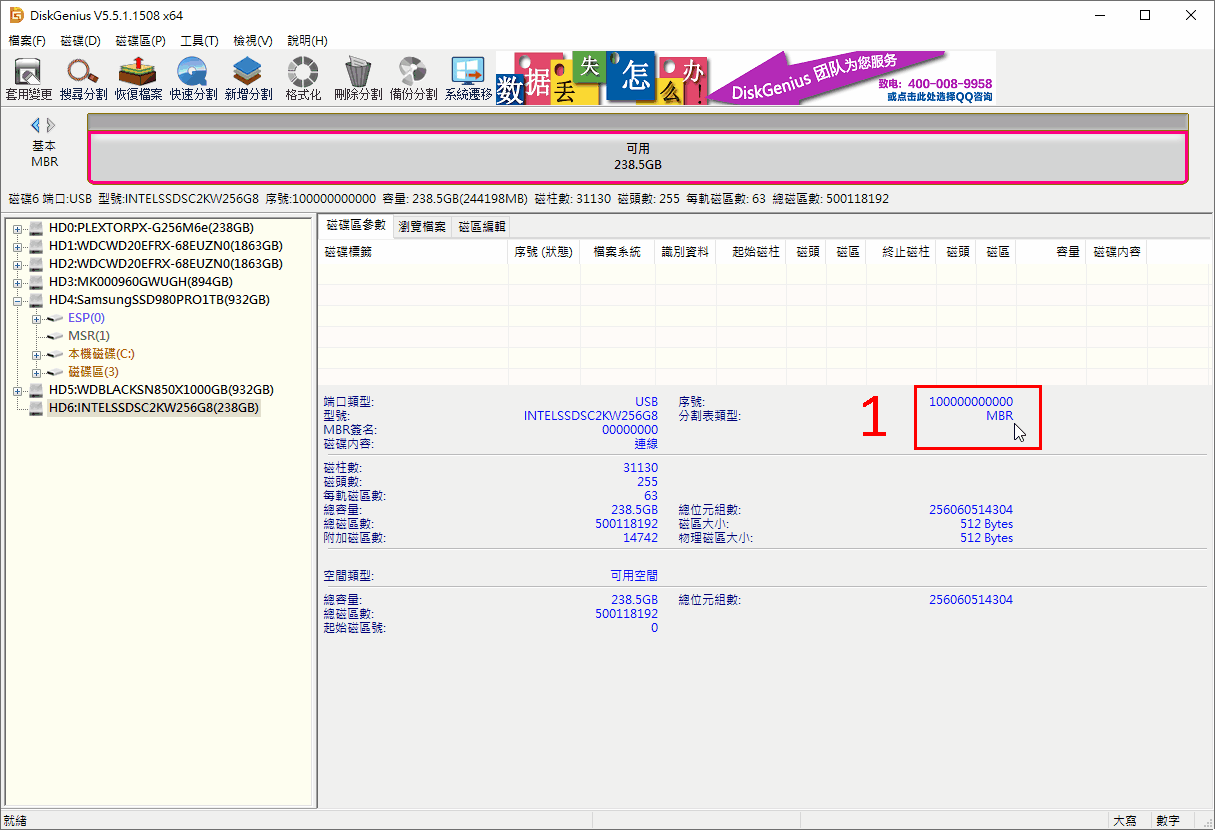 DiskGenius V5.5.1.1508 x64
檔案(F) 磁碟(D) 磁碟區(P) 工具(T) 檢視(V) 說明(H)
套用變更 搜尋分割 恢復檔案 快速分割 新增分割 格式化 刪除分割 備份分割 系統遷移
数据丢失怎么办!
DiskGenius 团队为您服务
致电: 400-008-9958
或点击此处选择QQ咨询
基本
MBR
可用
238.5GB
磁碟6 端口:USB 型號:INTELSSDSC2KW256G8 序號:100000000000 容量: 238.5GB(244198MB) 磁柱數: 31130 磁頭數: 255 每軌磁區數: 63 總磁區數: 500118192
HD0:PLEXTORPX-G256M6e(238GB)
HD1:WDCWD20EFRX-68EUZN0(1863GB)
HD2:WDCWD20EFRX-68EUZN0(1863GB)
HD3:MK000960GWUGH(894GB)
HD4:SamsungSSD980PRO1TB(932GB)
ESP(0)
MSR(1)
本機磁碟(C:)
磁碟區(3)
HD5:WDBLACKSN850X1000GB(932GB)
HD6:INTELSSDSC2KW256G8(238GB)
磁碟區參數 瀏覽檔案 磁區編輯
磁碟標籤 序號 (狀態) 檔案系統 識別資料 起始磁柱 磁頭 磁區 終止磁柱 磁頭 磁區 容量 磁碟內容
端口類型: USB 序號: 100000000000
型號: INTELSSDSC2KW256G8 分割表類型: MBR
1
MBR簽名: 00000000
磁碟內容: 連線
磁柱數: 31130
磁頭數: 255
每軌磁區數: 63
總容量: 238.5GB 總位元組數: 256060514304
總磁區數: 500118192 磁區大小: 512 Bytes
附加磁區數: 14742 物理磁區大小: 512 Bytes
空間類型: 可用空間
總容量: 238.5GB 總位元組數: 256060514304
總磁區數: 500118192
起始磁區號: 0
就緒 大寫 數字